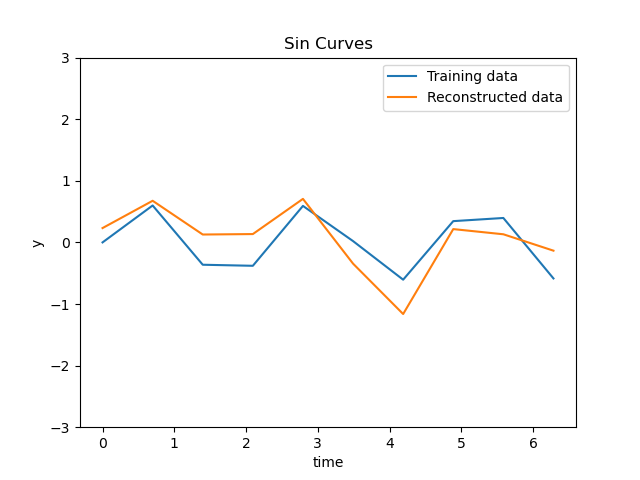 Sin Curves
Training data
Reconstructed data
3
2
1
0
−1
−2
−3
y
0 1 2 3 4 5 6
time